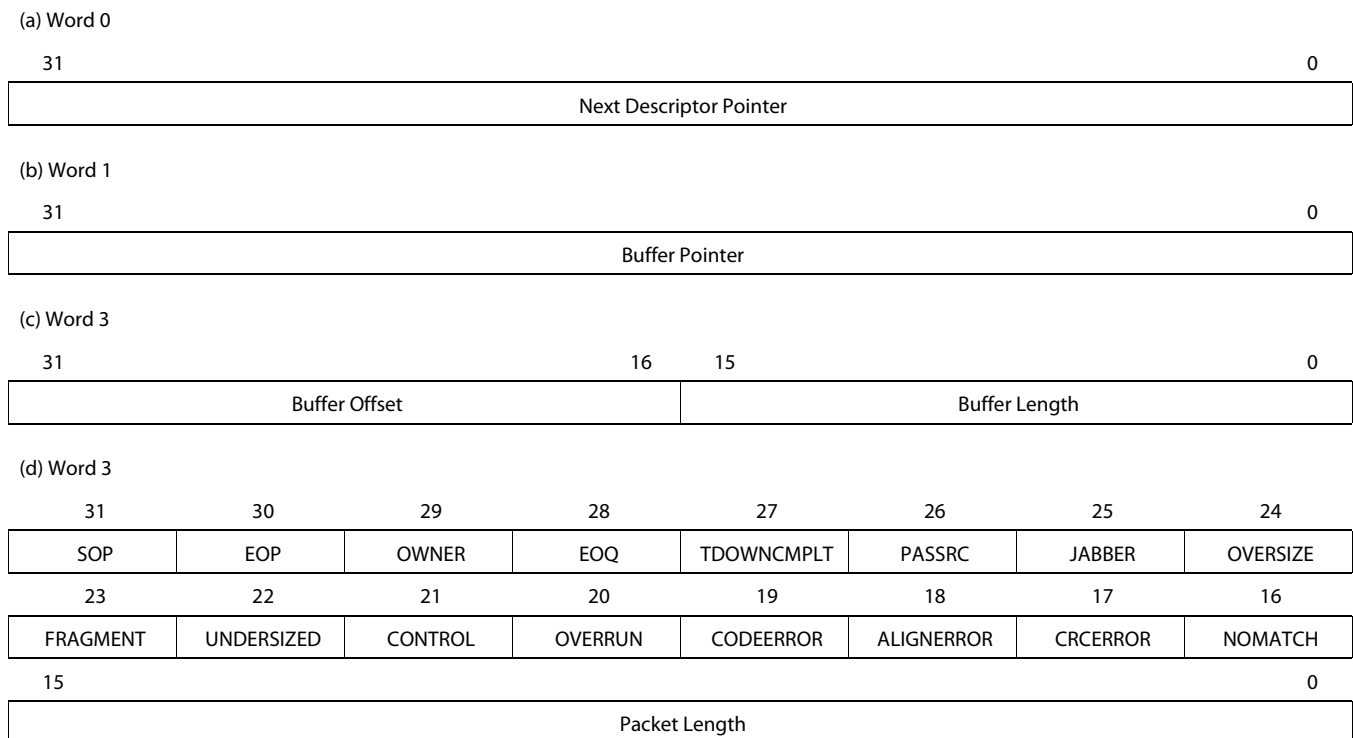 (a) Word 0
31 0
Next Descriptor Pointer
(b) Word 1
31 0
Buffer Pointer
(c) Word 3
31 16 15 0
Buffer Offset Buffer Length
(d) Word 3
31 30 29 28 27 26 25 24
SOP EOP OWNER EOQ TDOWNCMPLT PASSRC JABBER OVERSIZE
23 22 21 20 19 18 17 16
FRAGMENT UNDERSIZED CONTROL OVERRUN CODEERROR ALIGNERROR CRCERROR NOMATCH
15 0
Packet Length